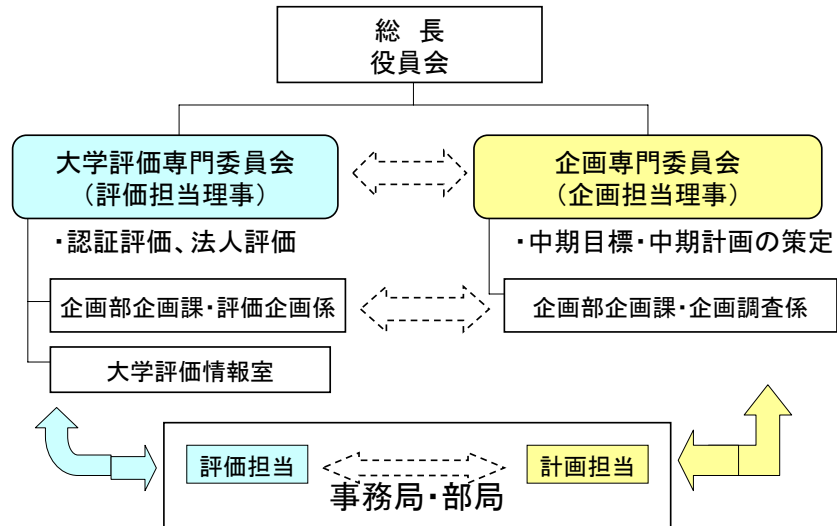 総 長
役員会
大学評価専門委員会
(評価担当理事)
企画専門委員会
(企画担当理事)
・認証評価、法人評価
・中期目標・中期計画の策定
企画部企画課・評価企画係
企画部企画課・企画調査係
大学評価情報室
評価担当
計画担当
事務局・部局